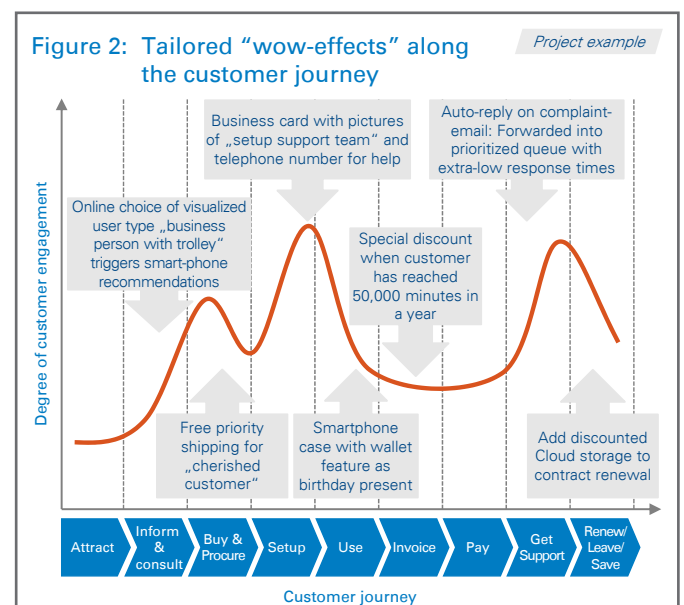 Figure 2: Tailored “wow-effects” along
the customer journey
Project example
Degree of customer engagement
Business card with pictures
of „setup support team“ and
telephone number for help
Auto-reply on complaint-
email: Forwarded into
prioritized queue with
extra-low response times
Online choice of visualized
user type „business
person with trolley“
triggers smart-phone
recommendations
Special discount
when customer
has reached
50,000 minutes in
a year
Free priority
shipping for
„cherished
customer“
Smartphone
case with wallet
feature as
birthday present
Add discounted
Cloud storage to
contract renewal
Attract
Inform
&
consult
Buy &
Procure
Setup
Use
Invoice
Pay
Get
Support
Renew/
Leave/
Save
Customer journey